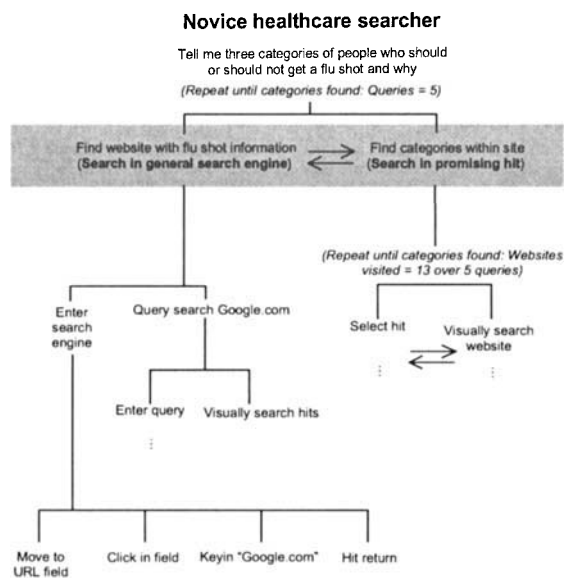 Novice healthcare searcher
Tell me three categories of people who should
or should not get a flu shot and why
(Repeat until categories found: Queries = 5)
Find website with flu shot information
(Search in general search engine)
Find categories within site
(Search in promising hit)
(Repeat until categories found: Websites
visited = 13 over 5 queries)
Enter
search
engine
Query search Google.com
Select hit
Visually search
website
Enter query
Visually search hits
Move to
URL field
Click in field
Keyin "Google.com"
Hit return